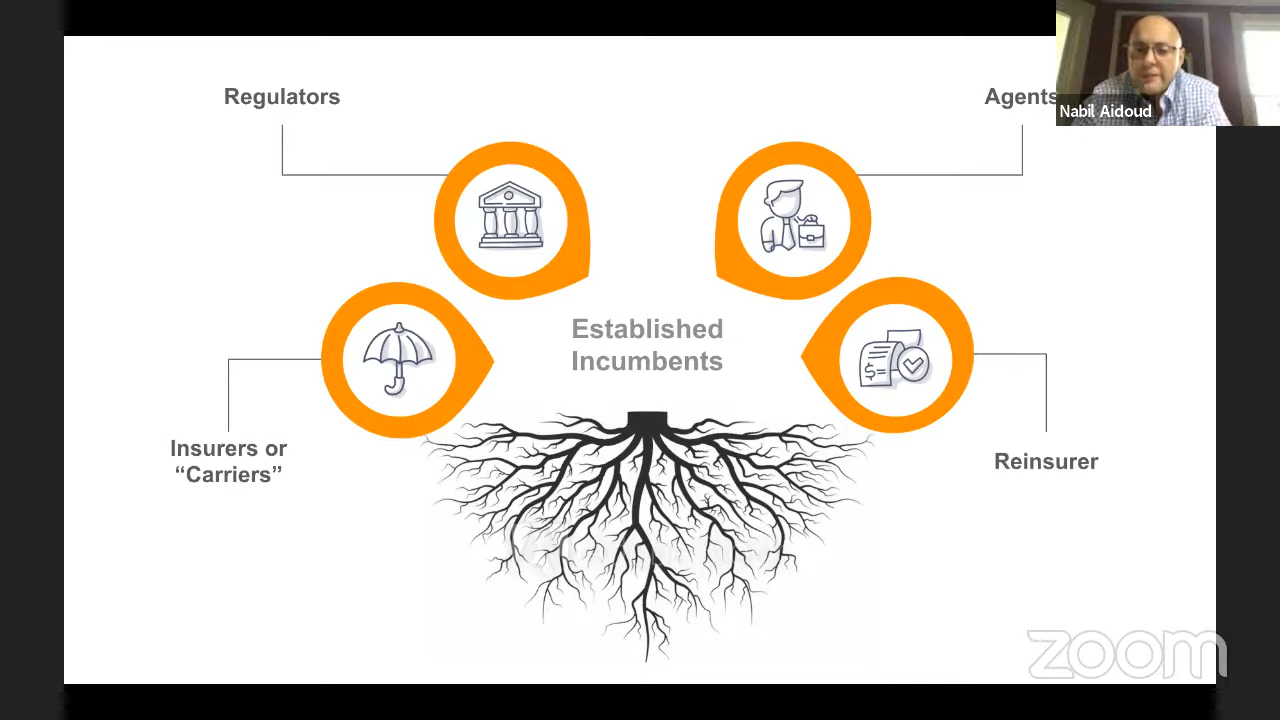 Regulators
Agents
Nabil Aidoud
Established
Incumbents
Insurers or
“Carriers”
Reinsurer
$
zoom